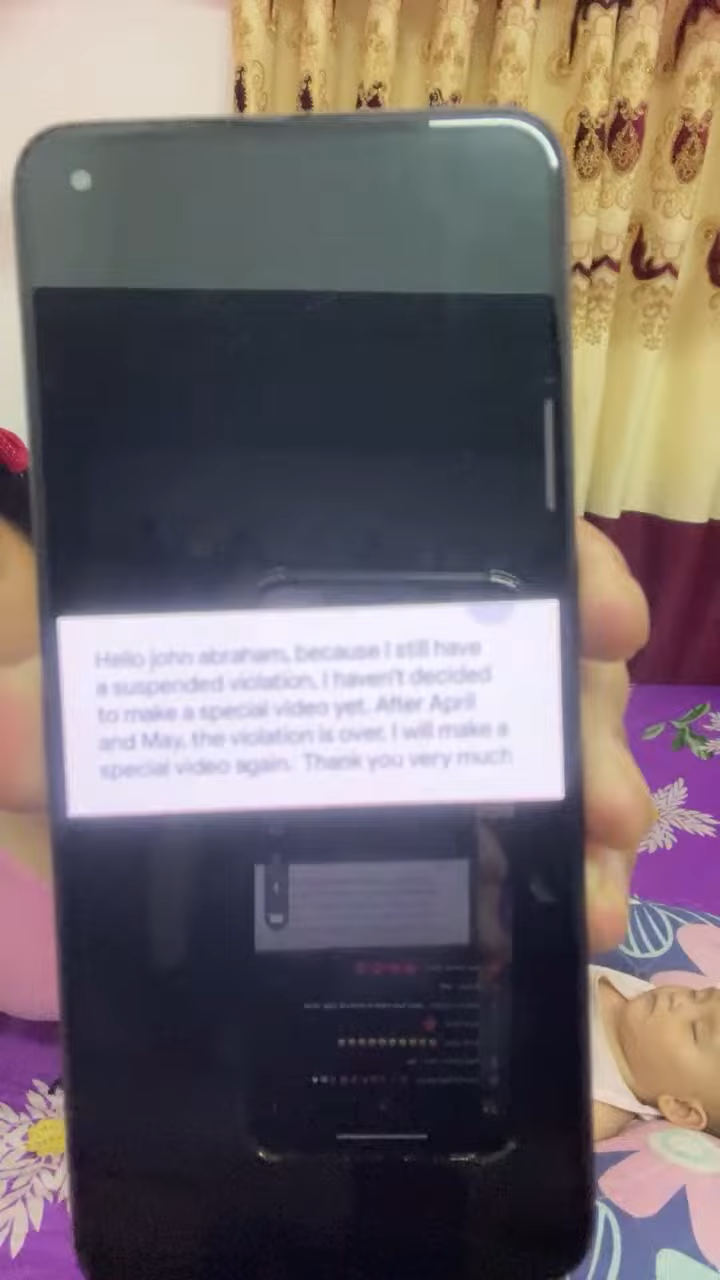 Hello john abraham, because I still have
a suspended violation, I haven't decided
to make a special video yet. After April
and May, the violation is over, I will make a
special video again. Thank you very much